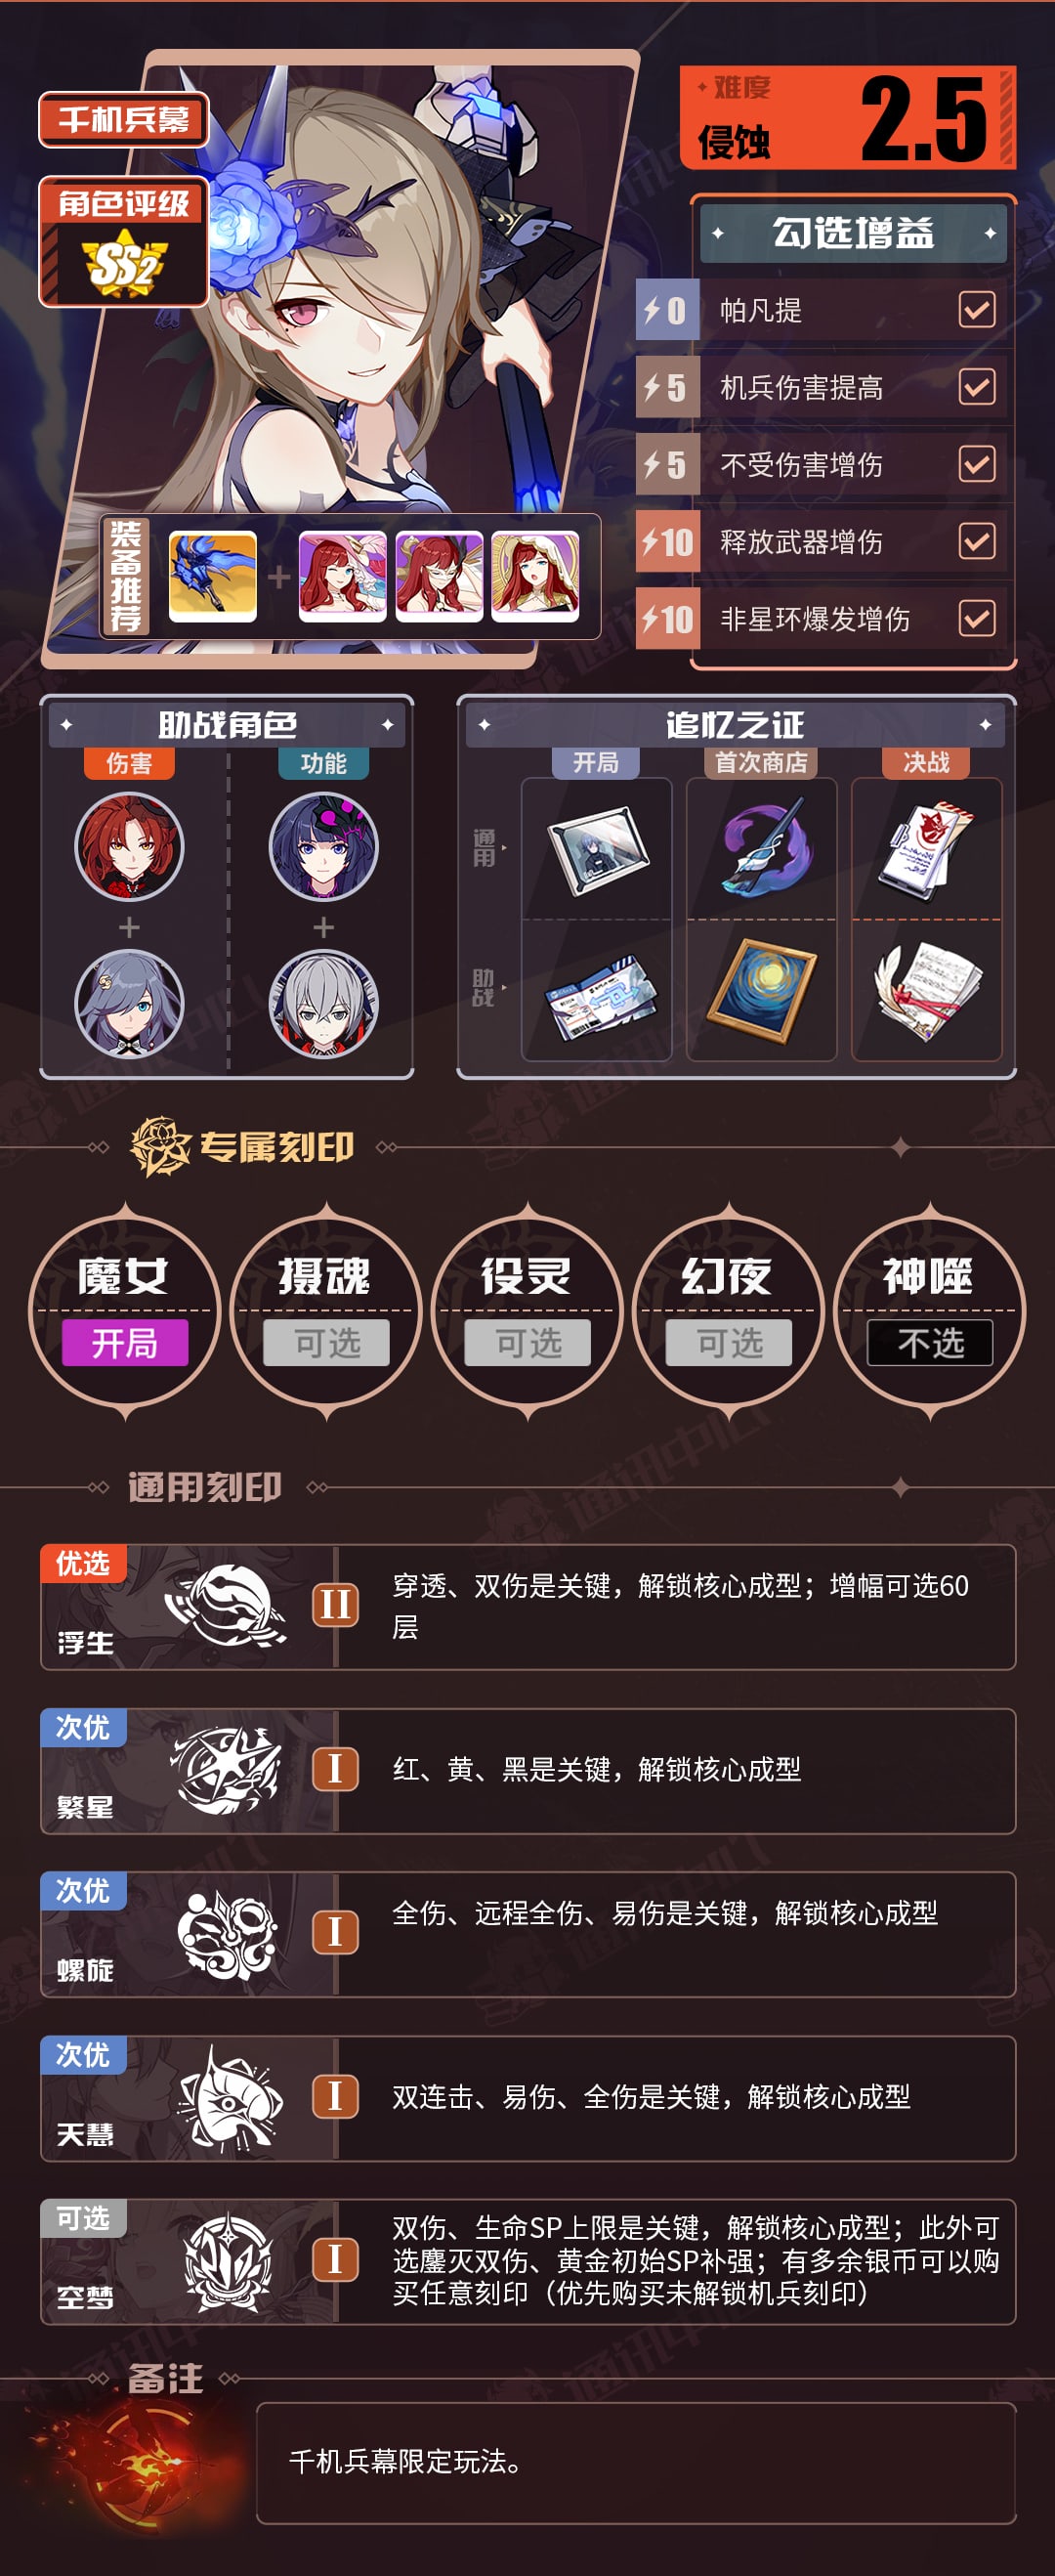 千机兵幕
角色评级
SS2
难度
侵蚀
2.5
勾选增益
0 帕凡提
5 机兵伤害提高
5 不受伤害增伤
10 释放武器增伤
10 非星环爆发增伤
装备推荐
助战角色
伤害
功能
追忆之证
开局
首次商店
决战
通用
助战
专属刻印
魔女
开局
摄魂
可选
役灵
可选
幻夜
可选
神噬
不选
通用刻印
优选
浮生
II
穿透、双伤是关键，解锁核心成型；增幅可选60
层
次优
繁星
I
红、黄、黑是关键，解锁核心成型
次优
螺旋
I
全伤、远程全伤、易伤是关键，解锁核心成型
次优
天慧
I
双连击、易伤、全伤是关键，解锁核心成型
可选
空梦
I
双伤、生命SP上限是关键，解锁核心成型；此外可
选鏖灭双伤、黄金初始SP补强；有多余银币可以购
买任意刻印（优先购买未解锁机兵刻印）
备注
千机兵幕限定玩法。